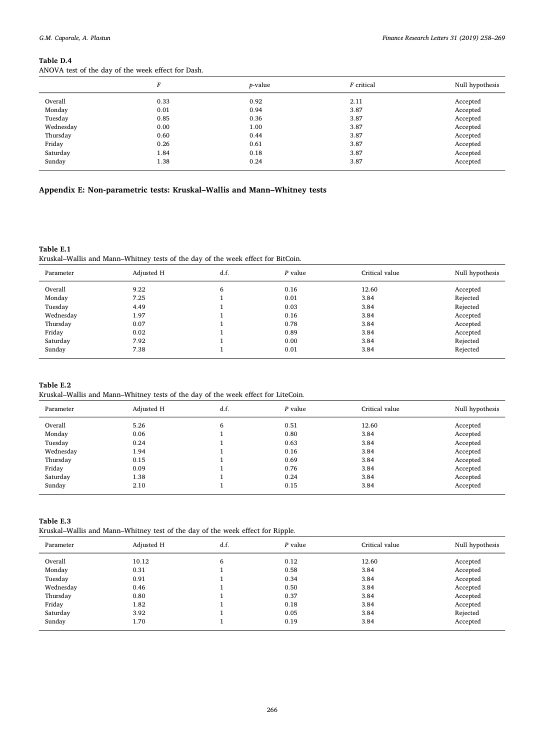 G.M. Caporale, A. Plastun Finance Research Letters 31 (2019) 258–269
Table D.4
ANOVA test of the day of the week effect for Dash.
F p-value F critical Null hypothesis
Overall 0.33 0.92 2.11 Accepted
Monday 0.01 0.94 3.87 Accepted
Tuesday 0.85 0.36 3.87 Accepted
Wednesday 0.00 1.00 3.87 Accepted
Thursday 0.60 0.44 3.87 Accepted
Friday 0.26 0.61 3.87 Accepted
Saturday 1.84 0.18 3.87 Accepted
Sunday 1.38 0.24 3.87 Accepted
Appendix E: Non-parametric tests: Kruskal–Wallis and Mann–Whitney tests
Table E.1
Kruskal–Wallis and Mann–Whitney tests of the day of the week effect for BitCoin.
Parameter Adjusted H d.f. P value Critical value Null hypothesis
Overall 9.22 6 0.16 12.60 Accepted
Monday 7.25 1 0.01 3.84 Rejected
Tuesday 4.49 1 0.03 3.84 Rejected
Wednesday 1.97 1 0.16 3.84 Accepted
Thursday 0.07 1 0.78 3.84 Accepted
Friday 0.02 1 0.89 3.84 Accepted
Saturday 7.92 1 0.00 3.84 Rejected
Sunday 7.38 1 0.01 3.84 Rejected
Table E.2
Kruskal–Wallis and Mann–Whitney tests of the day of the week effect for LiteCoin.
Parameter Adjusted H d.f. P value Critical value Null hypothesis
Overall 5.26 6 0.51 12.60 Accepted
Monday 0.06 1 0.80 3.84 Accepted
Tuesday 0.24 1 0.63 3.84 Accepted
Wednesday 1.94 1 0.16 3.84 Accepted
Thursday 0.15 1 0.69 3.84 Accepted
Friday 0.09 1 0.76 3.84 Accepted
Saturday 1.38 1 0.24 3.84 Accepted
Sunday 2.10 1 0.15 3.84 Accepted
Table E.3
Kruskal–Wallis and Mann–Whitney test of the day of the week effect for Ripple.
Parameter Adjusted H d.f. P value Critical value Null hypothesis
Overall 10.12 6 0.12 12.60 Accepted
Monday 0.31 1 0.58 3.84 Accepted
Tuesday 0.91 1 0.34 3.84 Accepted
Wednesday 0.46 1 0.50 3.84 Accepted
Thursday 0.80 1 0.37 3.84 Accepted
Friday 1.82 1 0.18 3.84 Accepted
Saturday 3.92 1 0.05 3.84 Rejected
Sunday 1.70 1 0.19 3.84 Accepted
266